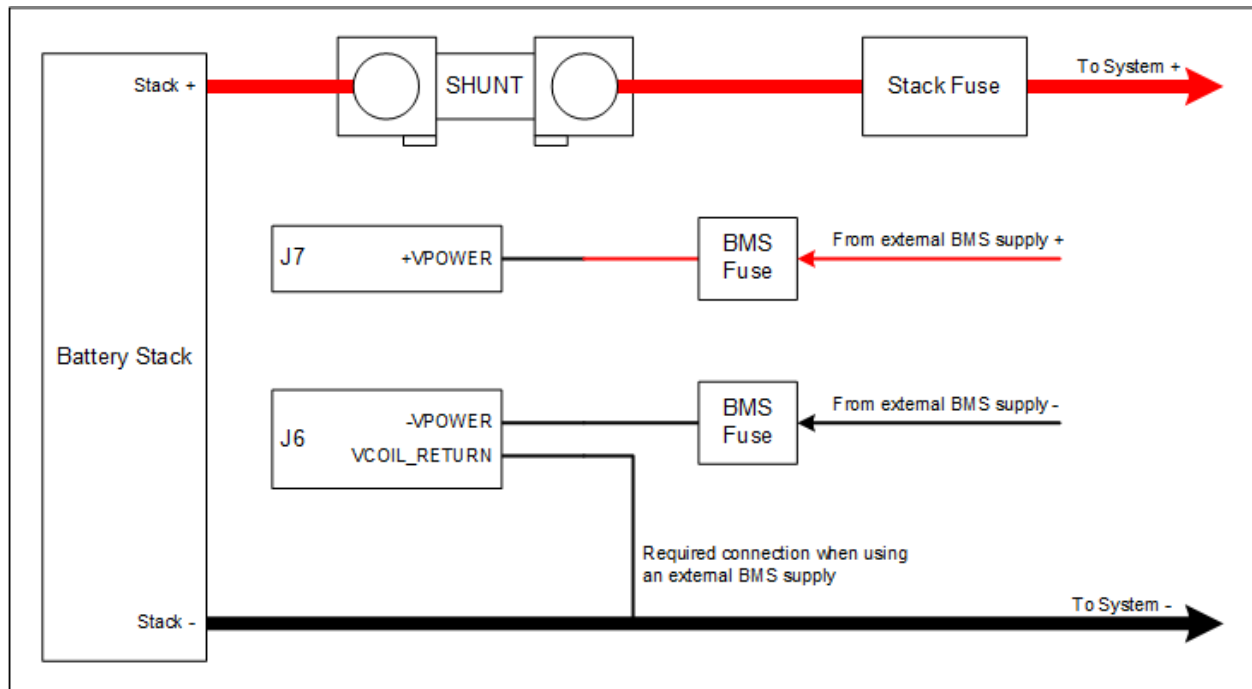 Stack +
SHUNT
Stack Fuse
To System +
J7
+VPOWER
BMS
Fuse
From external BMS supply +
Battery Stack
J6
-VPOWER
VCOIL_RETURN
BMS
Fuse
From external BMS supply -
Required connection when using
an external BMS supply
Stack -
To System -